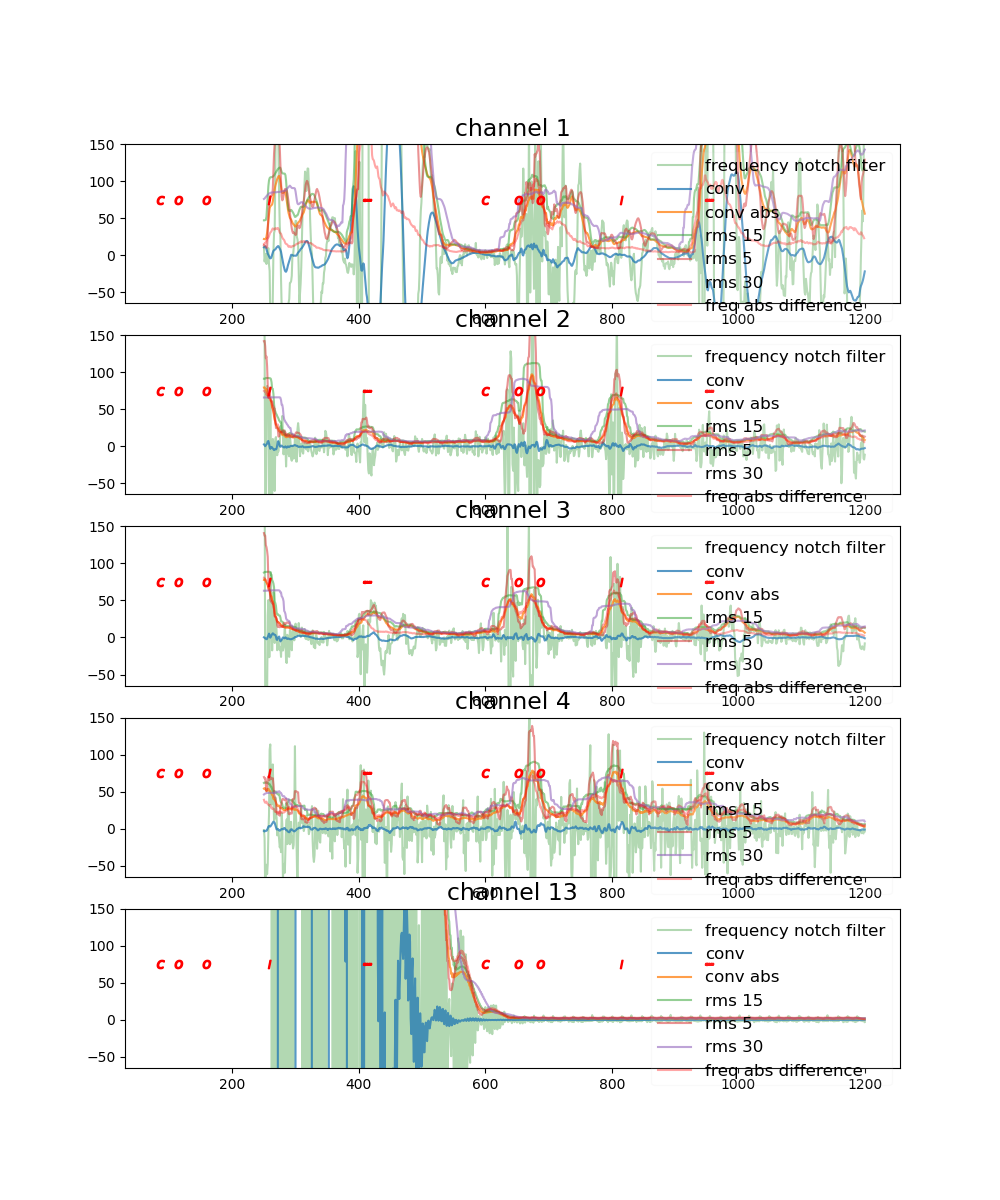 channel 1
150
100
50
0
−50
c o o ı – c o o ı –
frequency notch filter
conv
conv abs
rms 15
rms 5
rms 30
freq abs difference
200 400 600 800 1000 1200
channel 2
150
100
50
0
−50
c o o ı – c o o ı –
frequency notch filter
conv
conv abs
rms 15
rms 5
rms 30
freq abs difference
200 400 600 800 1000 1200
channel 3
150
100
50
0
−50
c o o ı – c o o ı –
frequency notch filter
conv
conv abs
rms 15
rms 5
rms 30
freq abs difference
200 400 600 800 1000 1200
channel 4
150
100
50
0
−50
c o o ı – c o o ı –
frequency notch filter
conv
conv abs
rms 15
rms 5
rms 30
freq abs difference
200 400 600 800 1000 1200
channel 13
150
100
50
0
−50
c o o ı – c o o ı –
frequency notch filter
conv
conv abs
rms 15
rms 5
rms 30
freq abs difference
200 400 600 800 1000 1200